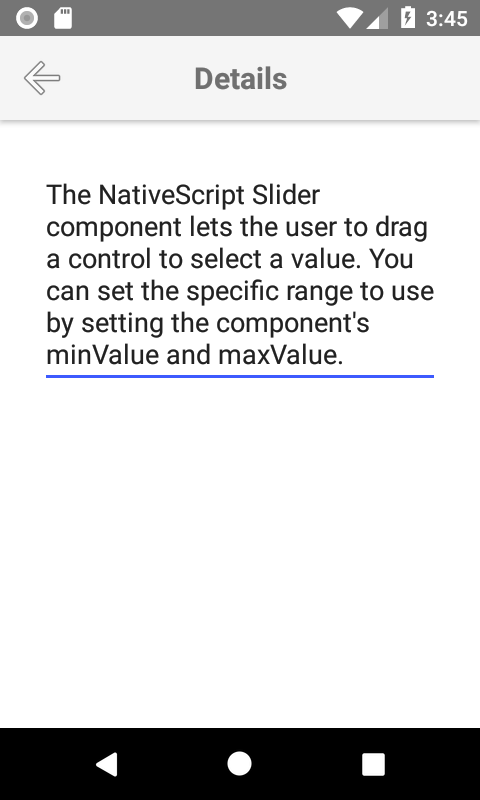 3:45
Details
The NativeScript Slider
component lets the user to drag
a control to select a value. You
can set the specific range to use
by setting the component's
minValue and maxValue.